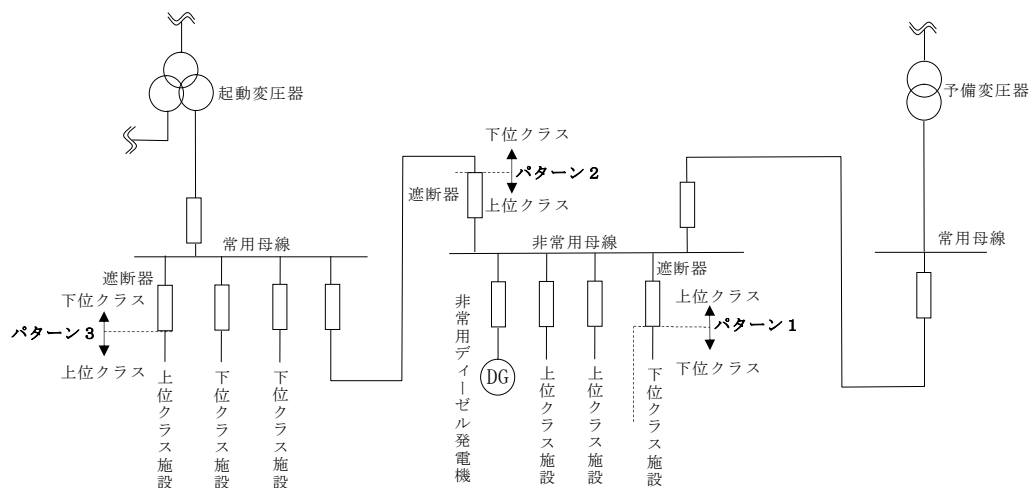 起動変圧器
予備変圧器
下位クラス
パターン2
遮断器
上位クラス
常用母線
非常用母線
常用母線
遮断器
下位クラス
パターン3
上位クラス
遮断器
上位クラス
パターン1
下位クラス
上位クラス施設
下位クラス施設
下位クラス施設
非常用ディーゼル発電機
DG
上位クラス施設
上位クラス施設
下位クラス施設